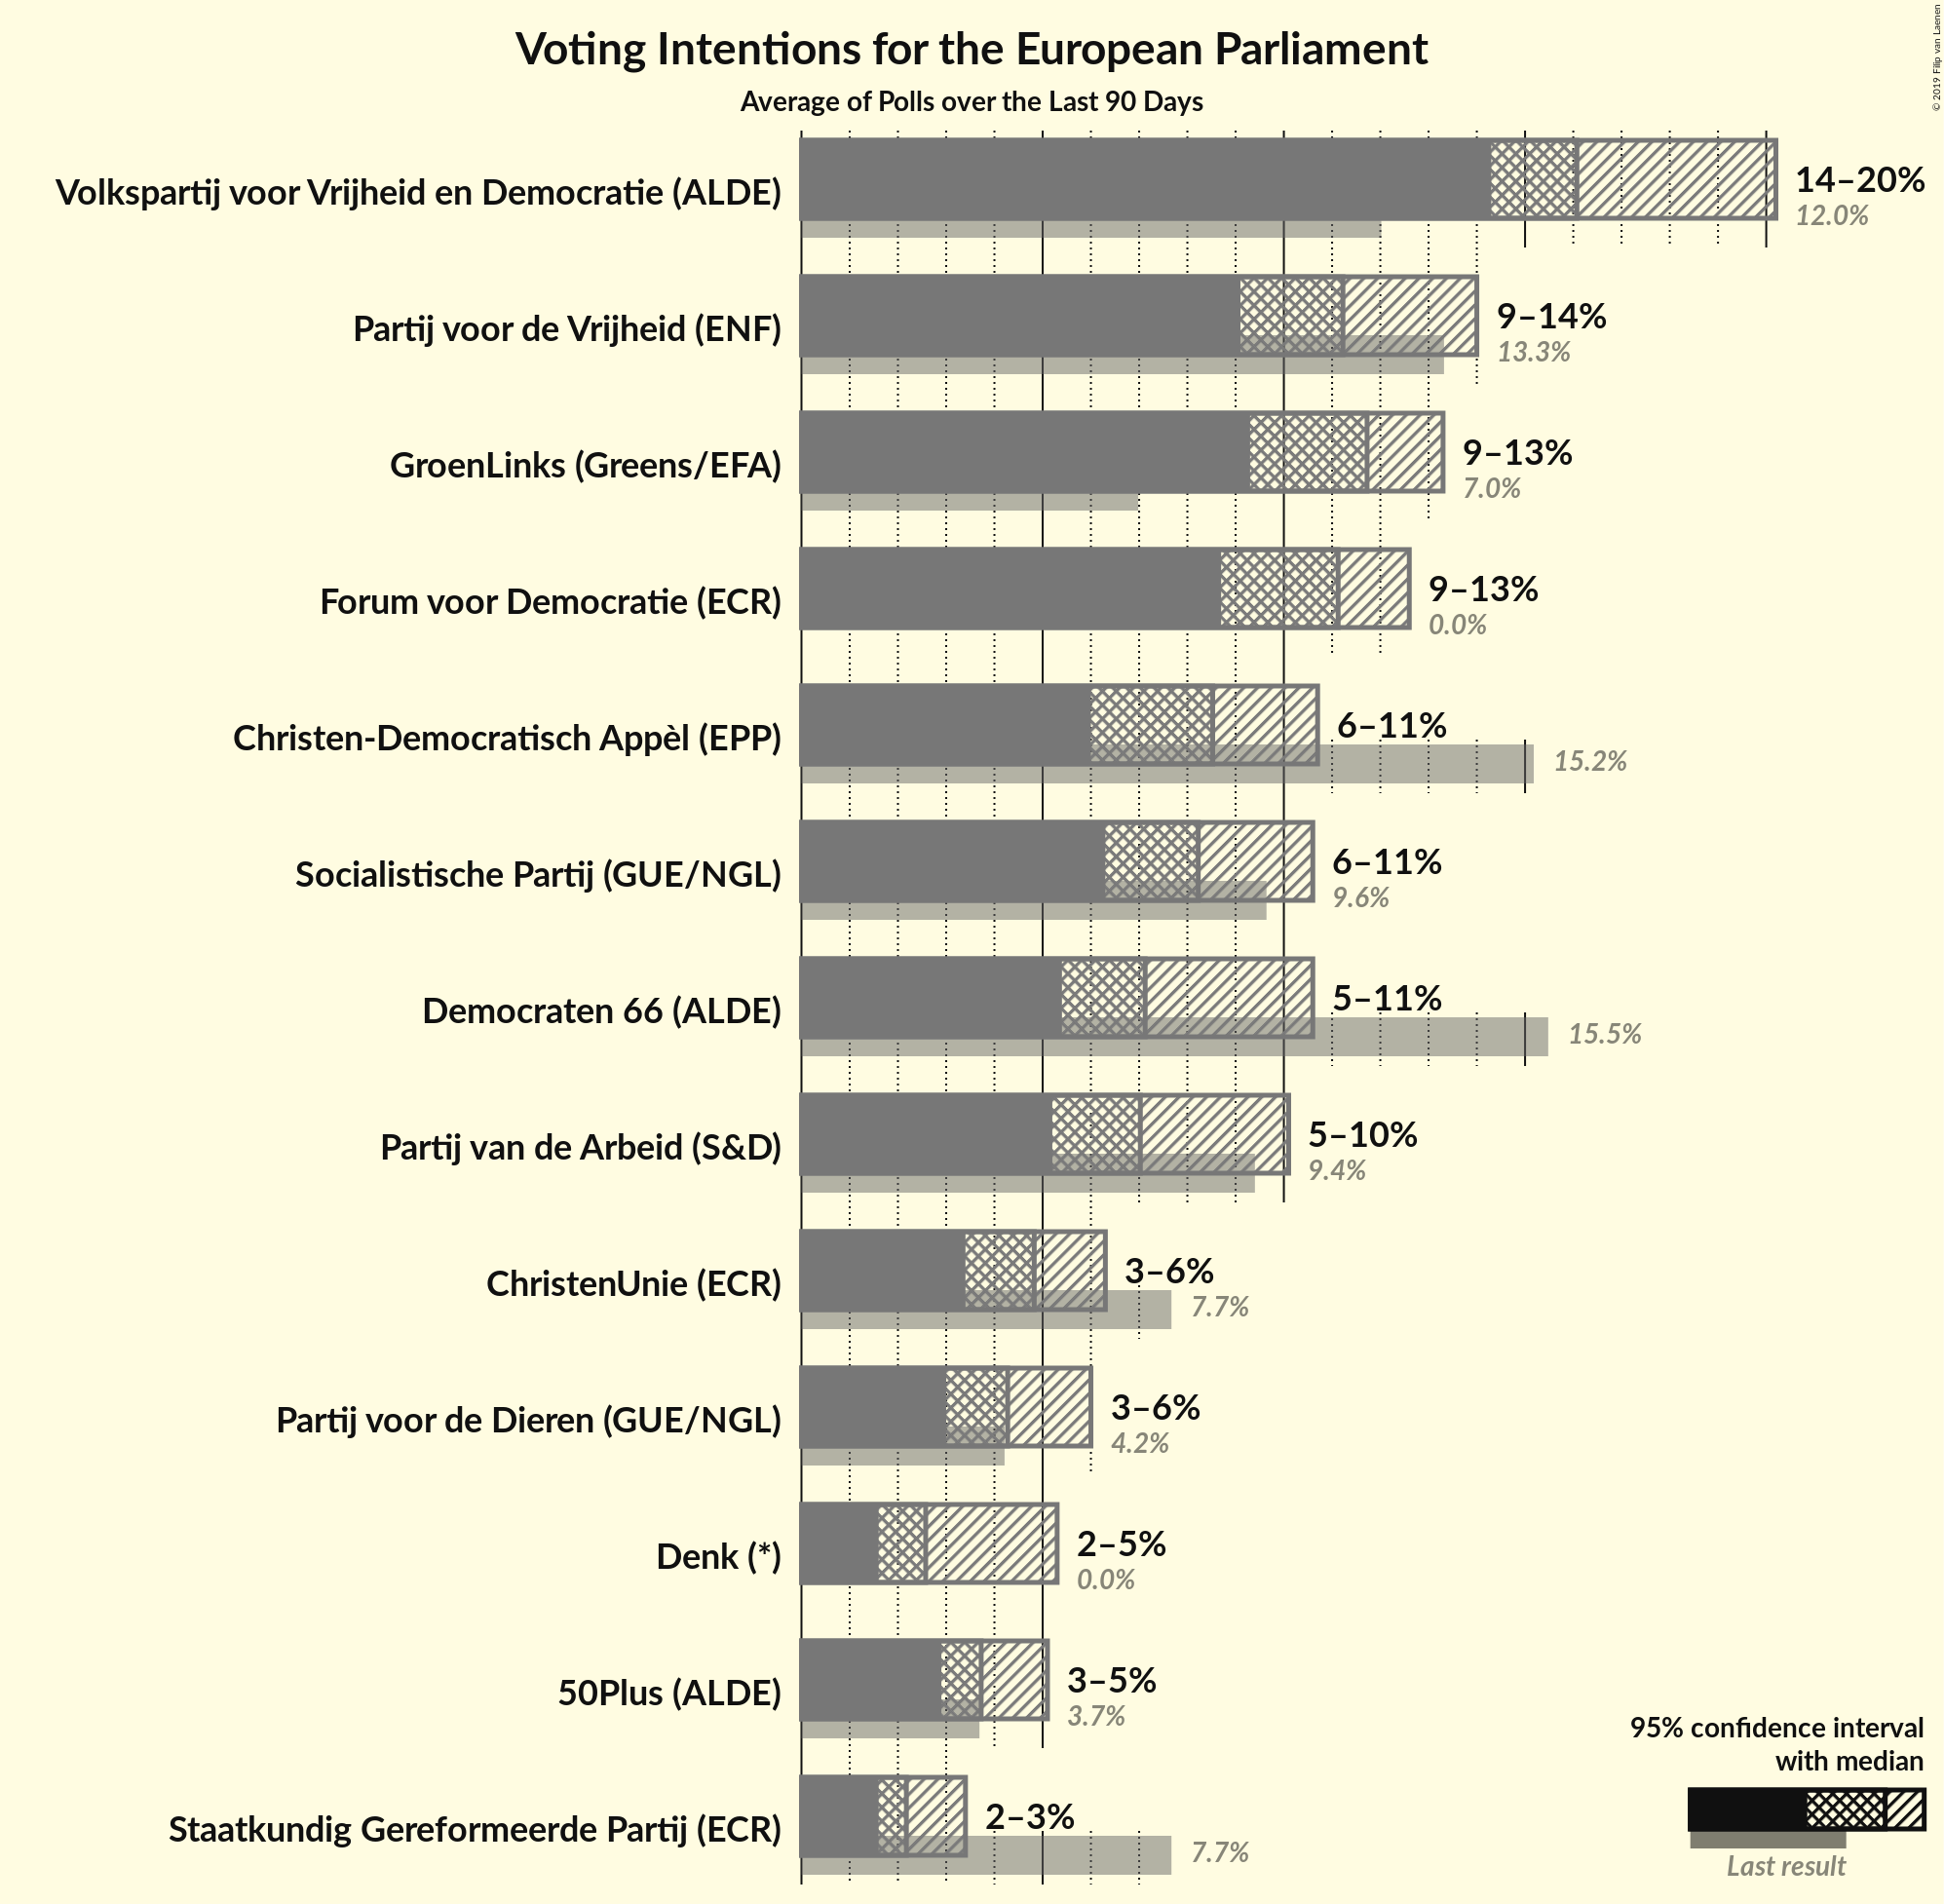 Voting Intentions for the European Parliament
Average of Polls over the Last 90 Days
© 2019 Filip van Laenen
Volkspartij voor Vrijheid en Democratie (ALDE)
14–20%
12.0%
Partij voor de Vrijheid (ENF)
9–14%
13.3%
GroenLinks (Greens/EFA)
9–13%
7.0%
Forum voor Democratie (ECR)
9–13%
0.0%
Christen-Democratisch Appèl (EPP)
6–11%
15.2%
Socialistische Partij (GUE/NGL)
6–11%
9.6%
Democraten 66 (ALDE)
5–11%
15.5%
Partij van de Arbeid (S&D)
5–10%
9.4%
ChristenUnie (ECR)
3–6%
7.7%
Partij voor de Dieren (GUE/NGL)
3–6%
4.2%
Denk (*)
2–5%
0.0%
50Plus (ALDE)
3–5%
3.7%
Staatkundig Gereformeerde Partij (ECR)
2–3%
7.7%
95% confidence interval
with median
Last result